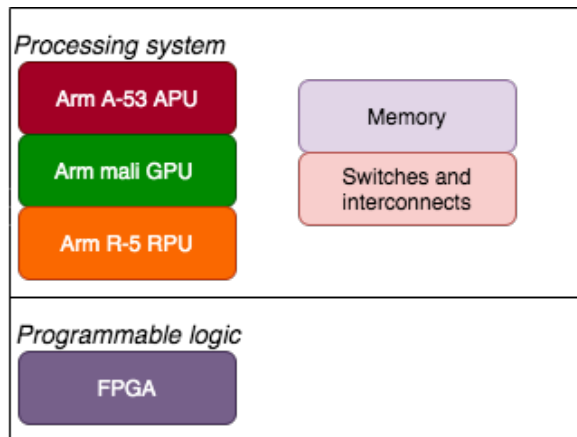 Processing system
Arm A-53 APU
Arm mali GPU
Arm R-5 RPU
Memory
Switches and
interconnects
Programmable logic
FPGA